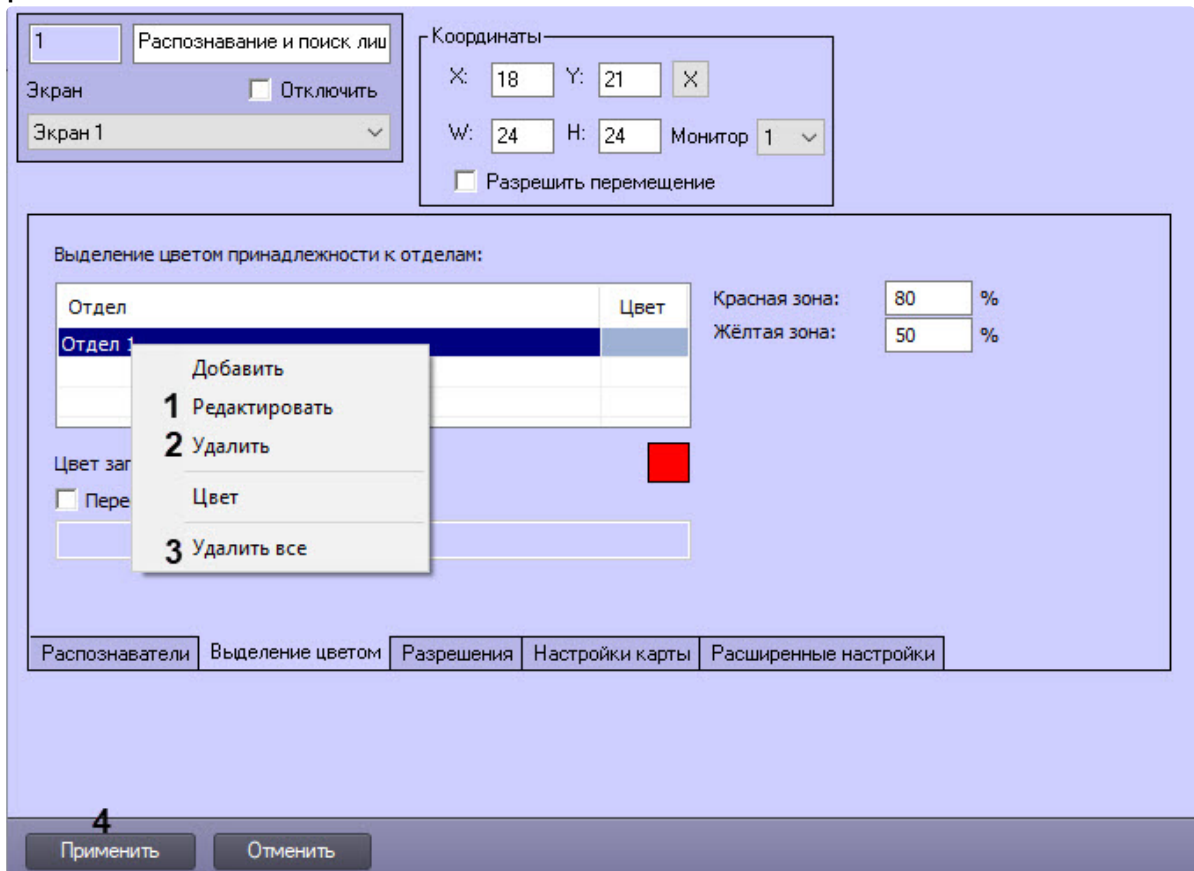 1
Распознавание и поиск лиц
Экран
Отключить
Экран 1
Координаты
X: 18 Y: 21 X
W: 24 H: 24 Монитор 1
Разрешить перемещение
Выделение цветом принадлежности к отделам:
Отдел Цвет
Отдел 1
Красная зона: 80 %
Жёлтая зона: 50 %
Добавить
1 Редактировать
2 Удалить
Цвет
3 Удалить все
Цвет
Распознаватели Выделение цветом Разрешения Настройки карты Расширенные настройки
4
Применить Отменить